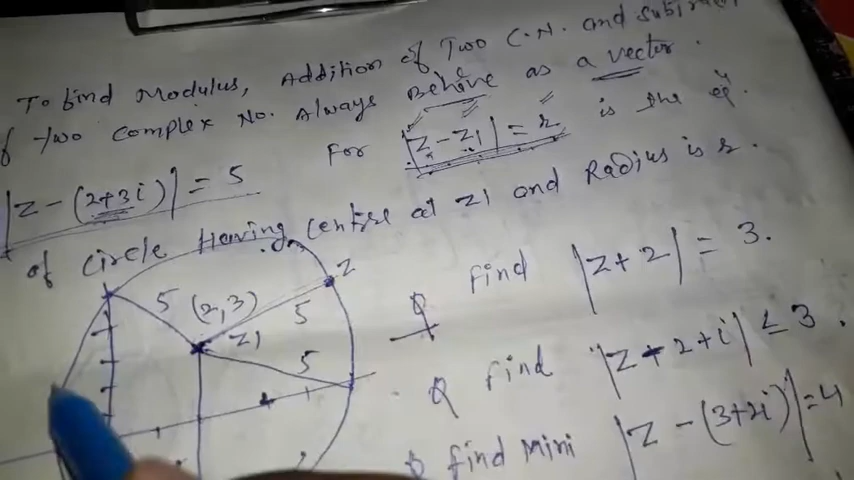 To find Modulus, Addition of Two C.N. and subtract
of two complex No. Always Behave as a vector.
For |z - z1| = r is the eq.
|z - (2+3i)| = 5
of circle Having centre at z1 and Radius is r.
z
5 (2,3) 5
z1
5
Q find |z + 2| = 3.
Q find |z - 2 + i| ≤ 3.
Q find mini |z - (3+2i)| = 4